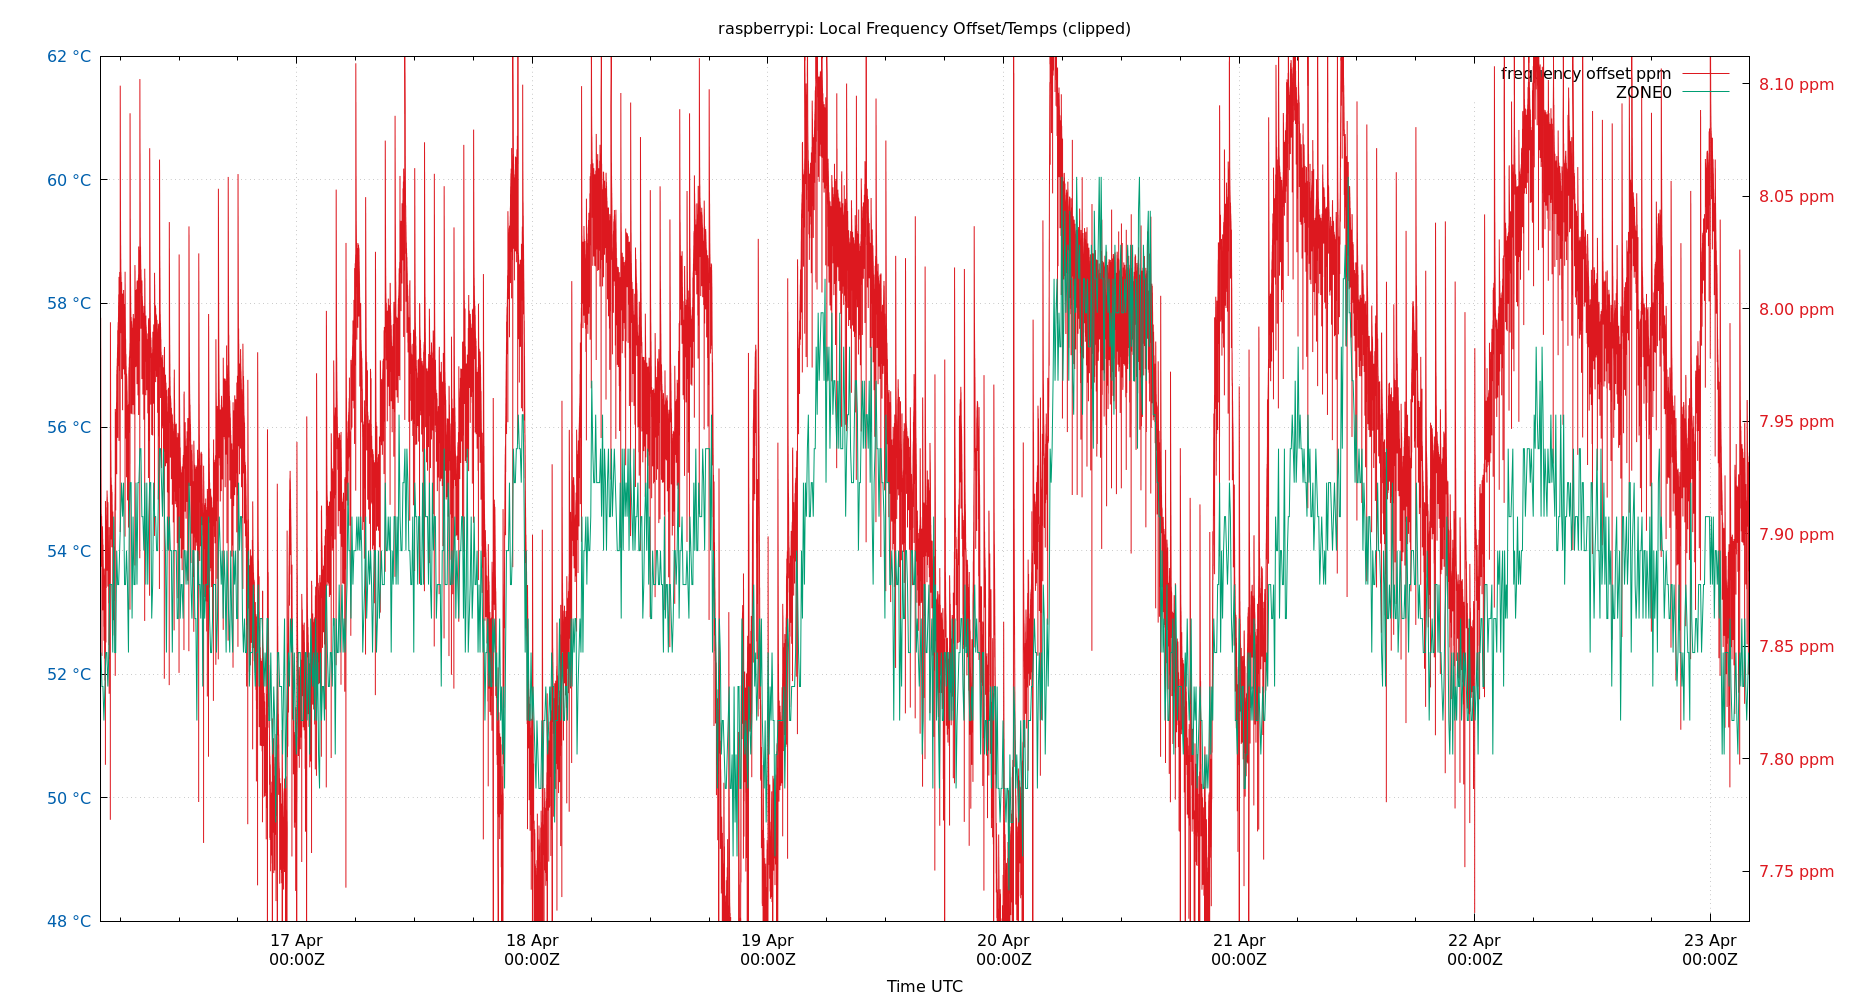 raspberrypi: Local Frequency Offset/Temps (clipped)
62 °C
60 °C
58 °C
56 °C
54 °C
52 °C
50 °C
48 °C
frequency offset ppm
ZONE0
8.10 ppm
8.05 ppm
8.00 ppm
7.95 ppm
7.90 ppm
7.85 ppm
7.80 ppm
7.75 ppm
17 Apr
00:00Z
18 Apr
00:00Z
19 Apr
00:00Z
20 Apr
00:00Z
21 Apr
00:00Z
22 Apr
00:00Z
23 Apr
00:00Z
Time UTC